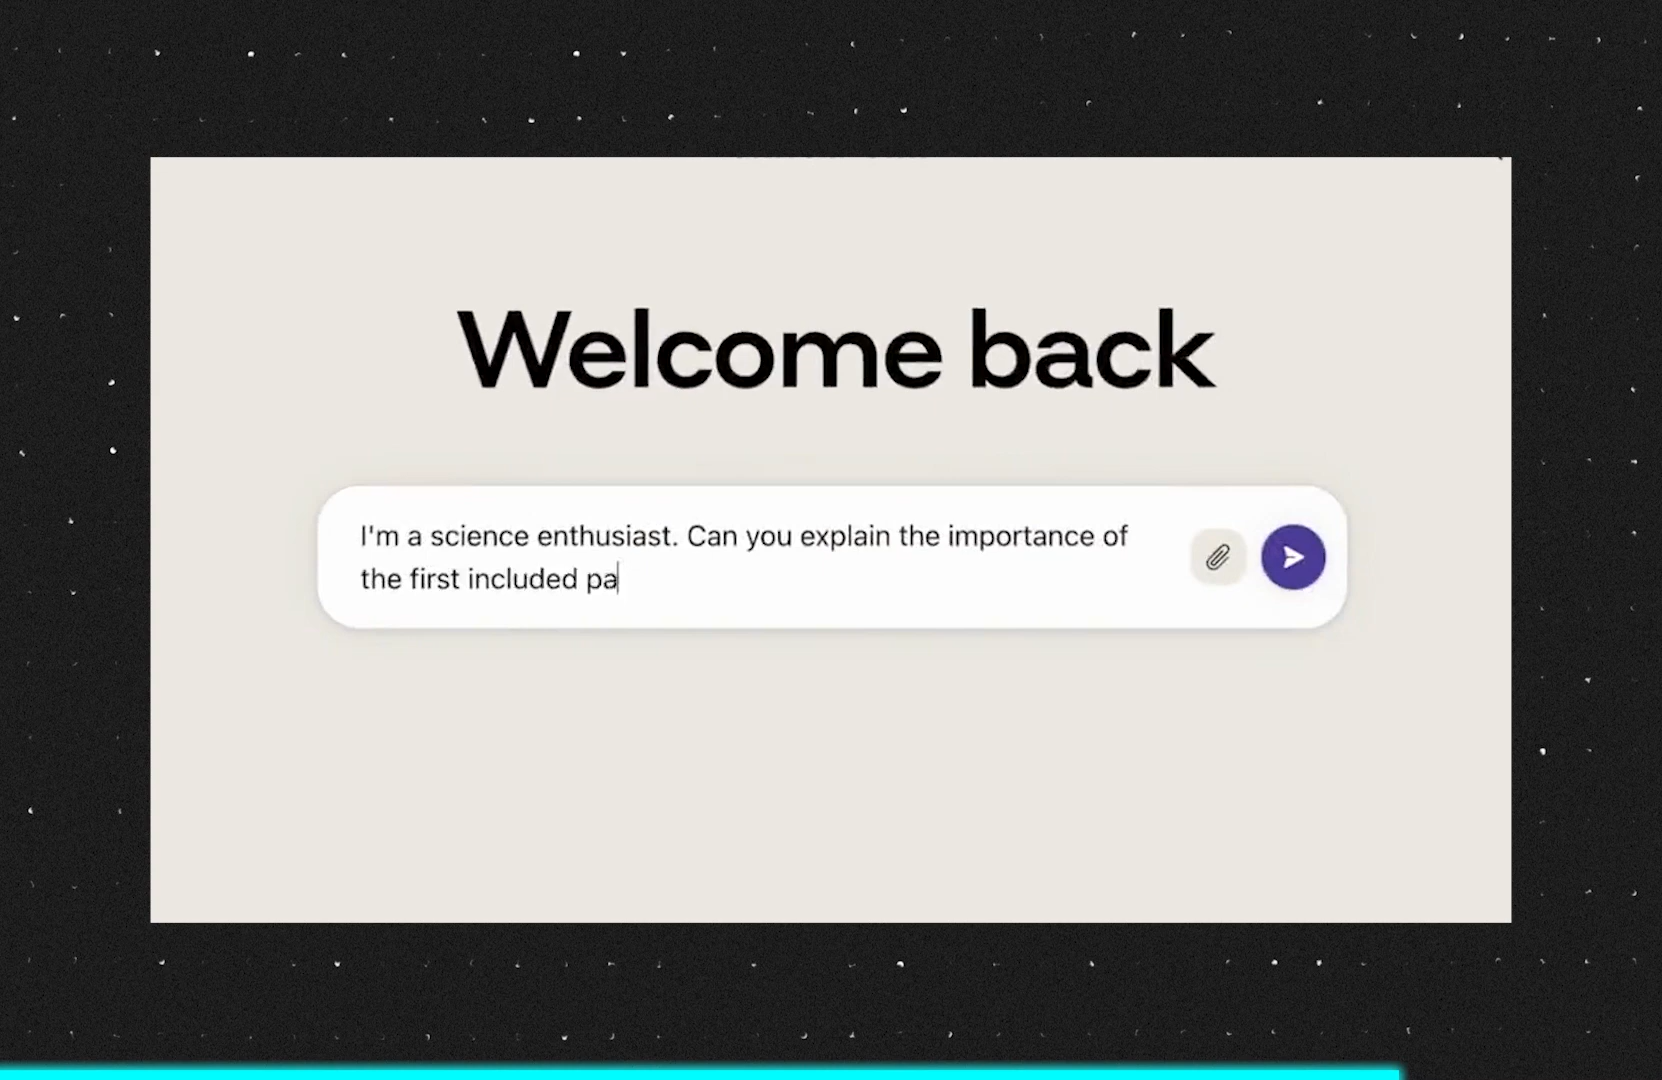 Welcome back
I'm a science enthusiast. Can you explain the importance of
the first included pa